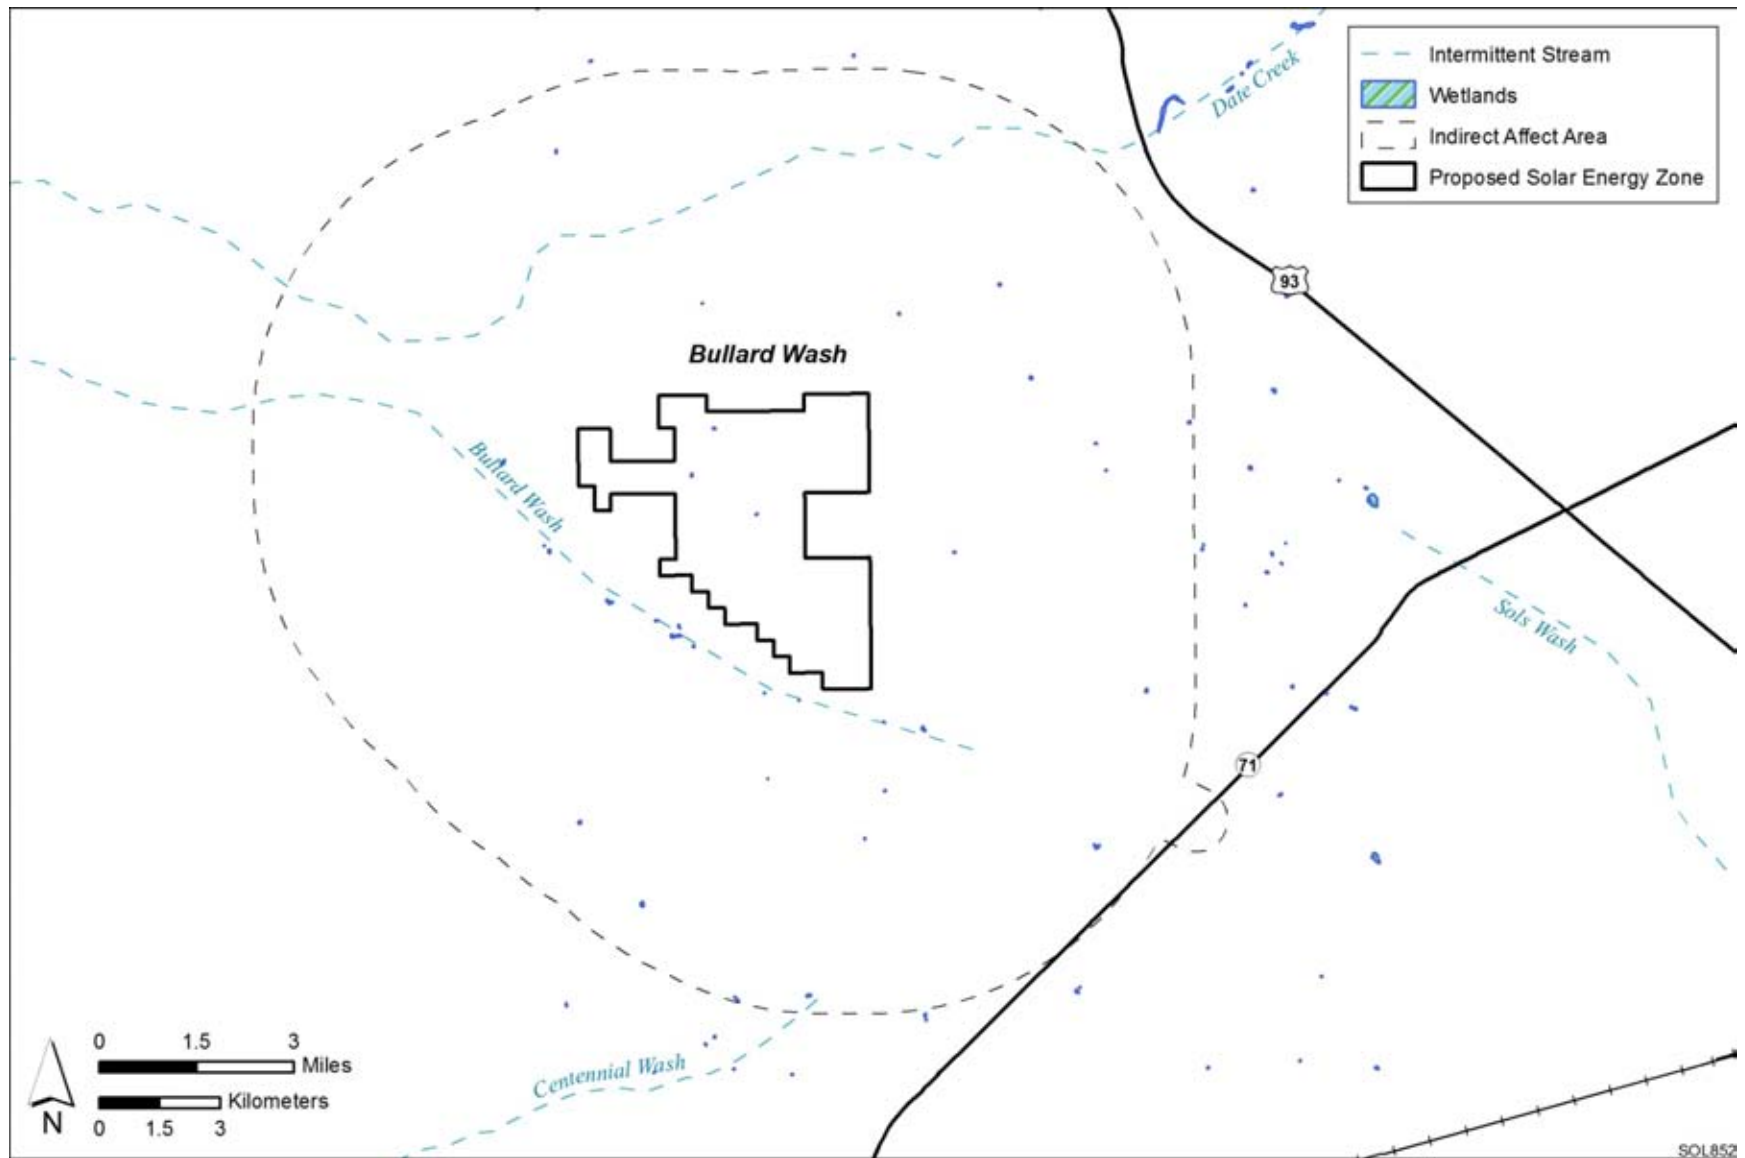 Date Creek
Intermittent Stream
Wetlands
Indirect Affect Area
Proposed Solar Energy Zone
93
Bullard Wash
Bullard Wash
Sols Wash
71
Centennial Wash
0 1.5 3
Miles
Kilometers
0 1.5 3
N
SOL852